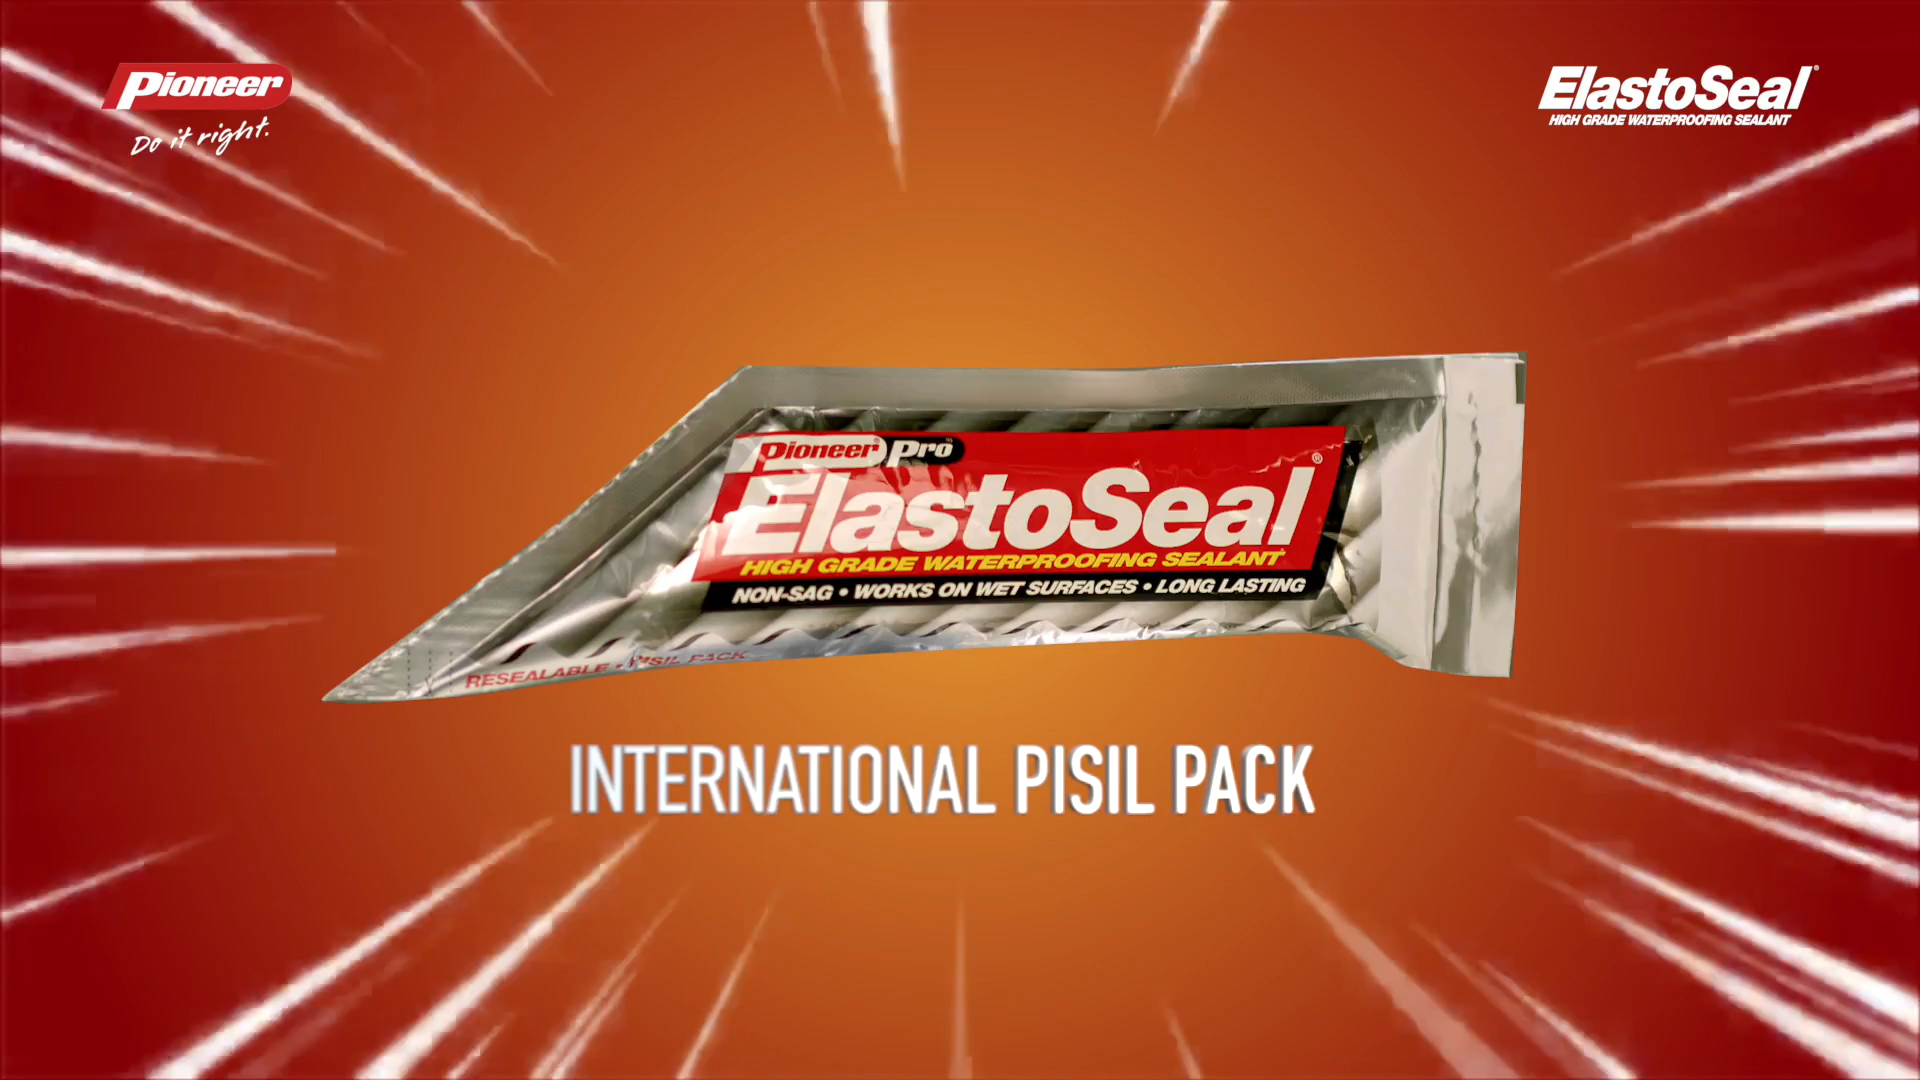 Pioneer
Do it right.
ElastoSeal®
HIGH GRADE WATERPROOFING SEALANT
Pioneer® Pro
ElastoSeal®
HIGH GRADE WATERPROOFING SEALANT
NON-SAG • WORKS ON WET SURFACES • LONG LASTING
RESEALABLE • PISIL PACK
INTERNATIONAL PISIL PACK